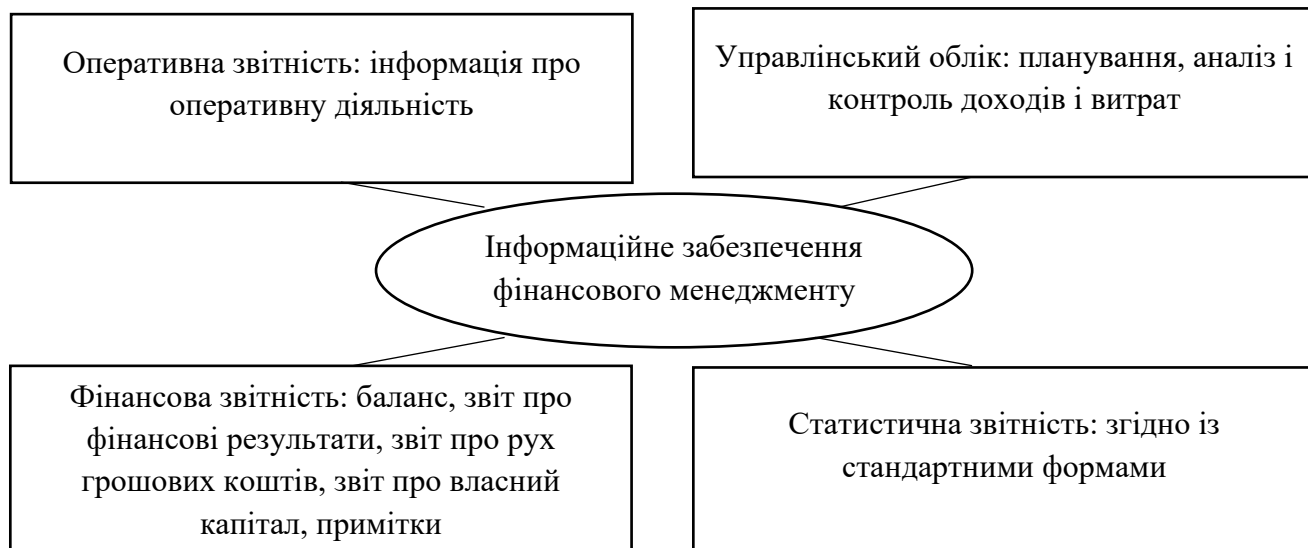 Оперативна звітність: інформація про
оперативну діяльність
Управлінський облік: планування, аналіз і
контроль доходів і витрат
Інформаційне забезпечення
фінансового менеджменту
Фінансова звітність: баланс, звіт про
фінансові результати, звіт про рух
грошових коштів, звіт про власний
капітал, примітки
Статистична звітність: згідно із
стандартними формами